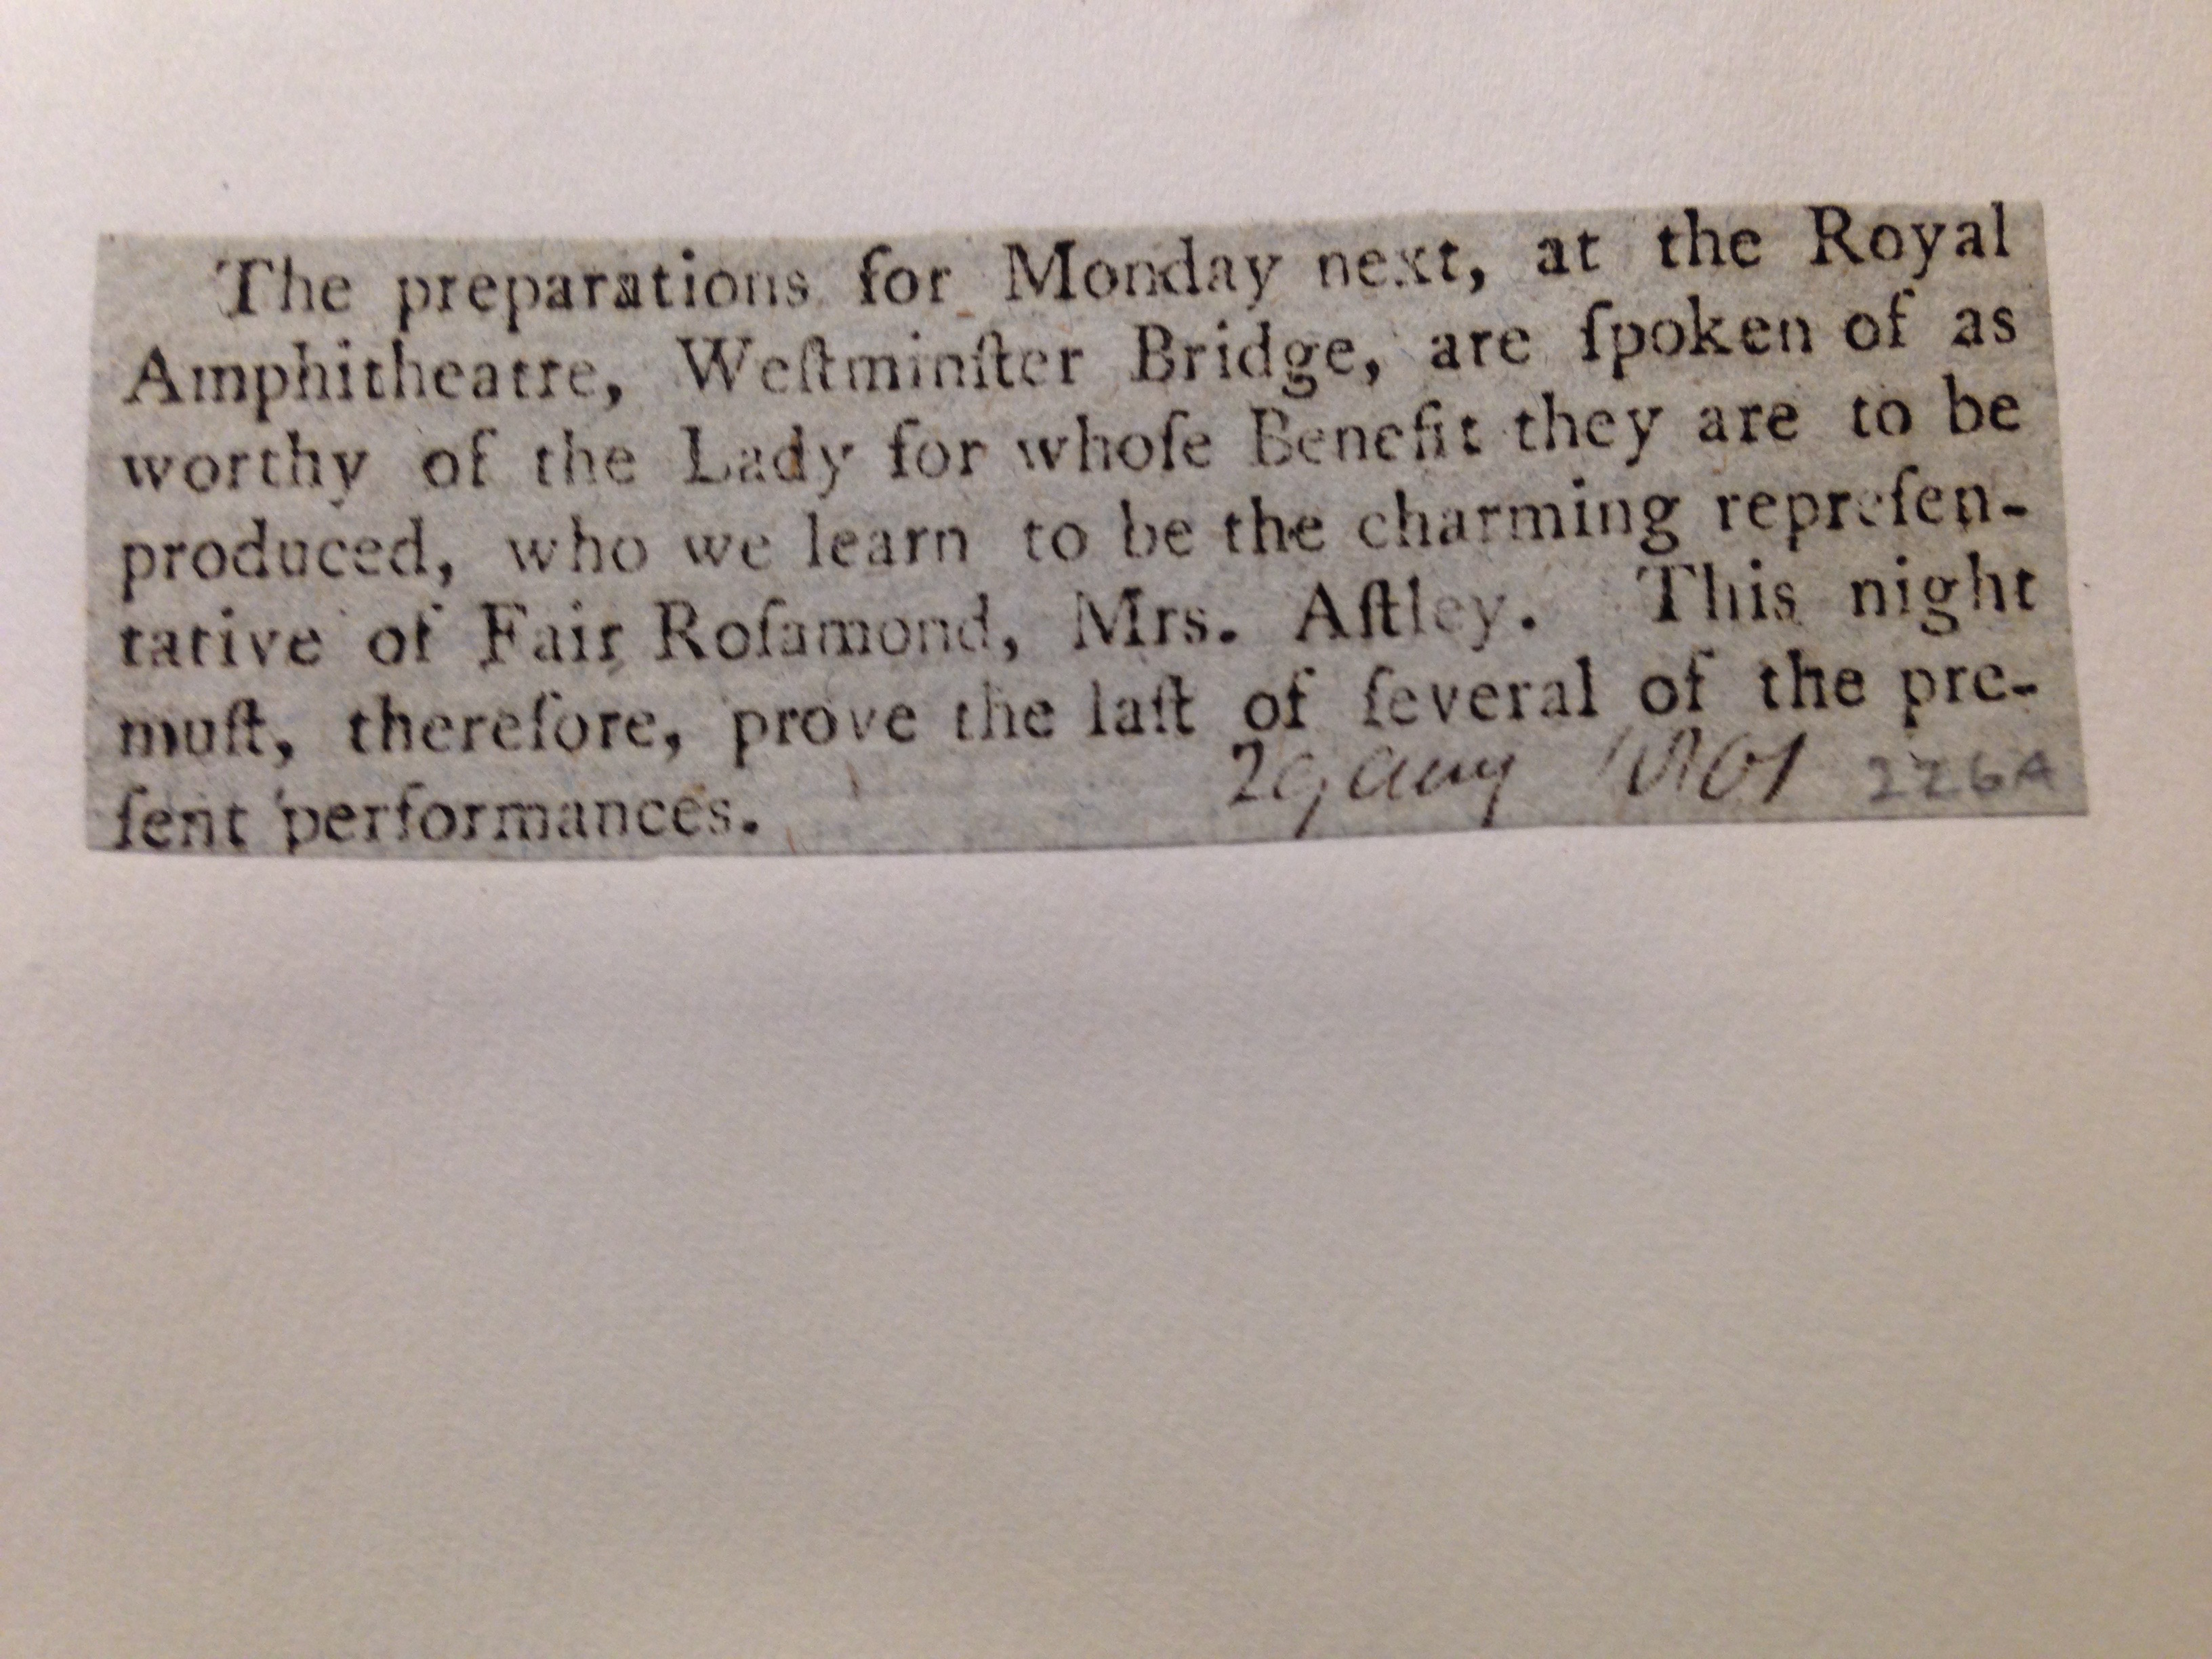 The preparations for Monday next, at the Royal
Amphitheatre, Weſtminſter Bridge, are ſpoken of as
worthy of the Lady for whoſe Benefit they are to be
produced, who we learn to be the charming repreſen-
tative of Fair Roſamond, Mrs. Aſtley. This night
muſt, therefore, prove the laſt of ſeveral of the pre-
ſent performances.
29 Aug 1801 226A